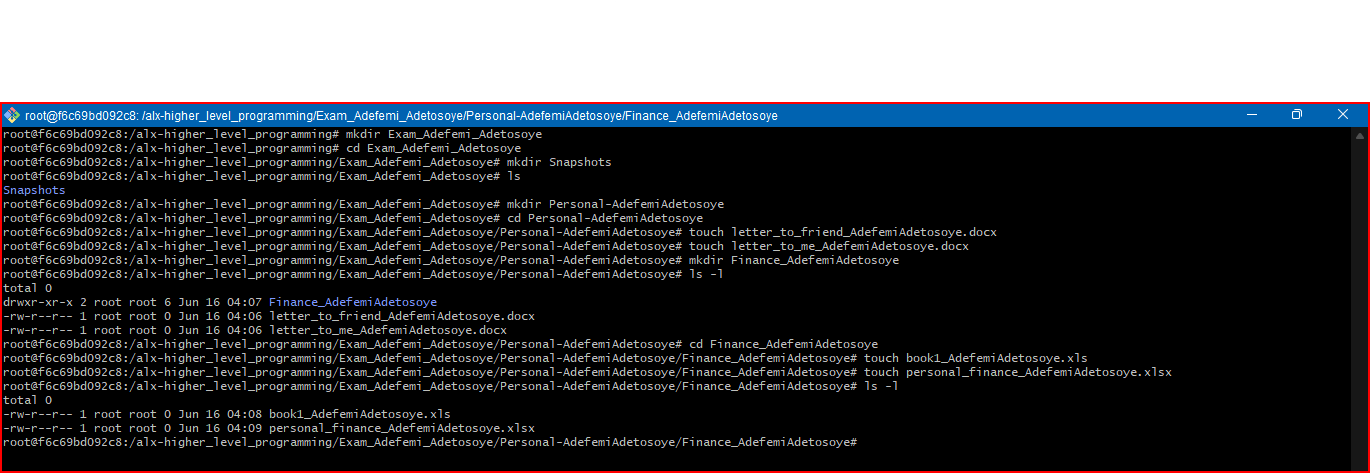 root@f6c69bd092c8: /alx-higher_level_programming/Exam_Adefemi_Adetosoye/Personal-AdefemiAdetosoye/Finance_AdefemiAdetosoye
root@f6c69bd092c8:/alx-higher_level_programming# mkdir Exam_Adefemi_Adetosoye
root@f6c69bd092c8:/alx-higher_level_programming# cd Exam_Adefemi_Adetosoye
root@f6c69bd092c8:/alx-higher_level_programming/Exam_Adefemi_Adetosoye# mkdir Snapshots
root@f6c69bd092c8:/alx-higher_level_programming/Exam_Adefemi_Adetosoye# ls
Snapshots
root@f6c69bd092c8:/alx-higher_level_programming/Exam_Adefemi_Adetosoye# mkdir Personal-AdefemiAdetosoye
root@f6c69bd092c8:/alx-higher_level_programming/Exam_Adefemi_Adetosoye# cd Personal-AdefemiAdetosoye
root@f6c69bd092c8:/alx-higher_level_programming/Exam_Adefemi_Adetosoye/Personal-AdefemiAdetosoye# touch letter_to_friend_AdefemiAdetosoye.docx
root@f6c69bd092c8:/alx-higher_level_programming/Exam_Adefemi_Adetosoye/Personal-AdefemiAdetosoye# touch letter_to_me_AdefemiAdetosoye.docx
root@f6c69bd092c8:/alx-higher_level_programming/Exam_Adefemi_Adetosoye/Personal-AdefemiAdetosoye# mkdir Finance_AdefemiAdetosoye
root@f6c69bd092c8:/alx-higher_level_programming/Exam_Adefemi_Adetosoye/Personal-AdefemiAdetosoye# ls -l
total 0
drwxr-xr-x 2 root root 6 Jun 16 04:07 Finance_AdefemiAdetosoye
-rw-r--r-- 1 root root 0 Jun 16 04:06 letter_to_friend_AdefemiAdetosoye.docx
-rw-r--r-- 1 root root 0 Jun 16 04:06 letter_to_me_AdefemiAdetosoye.docx
root@f6c69bd092c8:/alx-higher_level_programming/Exam_Adefemi_Adetosoye/Personal-AdefemiAdetosoye# cd Finance_AdefemiAdetosoye
root@f6c69bd092c8:/alx-higher_level_programming/Exam_Adefemi_Adetosoye/Personal-AdefemiAdetosoye/Finance_AdefemiAdetosoye# touch book1_AdefemiAdetosoye.xls
root@f6c69bd092c8:/alx-higher_level_programming/Exam_Adefemi_Adetosoye/Personal-AdefemiAdetosoye/Finance_AdefemiAdetosoye# touch personal_finance_AdefemiAdetosoye.xlsx
root@f6c69bd092c8:/alx-higher_level_programming/Exam_Adefemi_Adetosoye/Personal-AdefemiAdetosoye/Finance_AdefemiAdetosoye# ls -l
total 0
-rw-r--r-- 1 root root 0 Jun 16 04:08 book1_AdefemiAdetosoye.xls
-rw-r--r-- 1 root root 0 Jun 16 04:09 personal_finance_AdefemiAdetosoye.xlsx
root@f6c69bd092c8:/alx-higher_level_programming/Exam_Adefemi_Adetosoye/Personal-AdefemiAdetosoye/Finance_AdefemiAdetosoye#